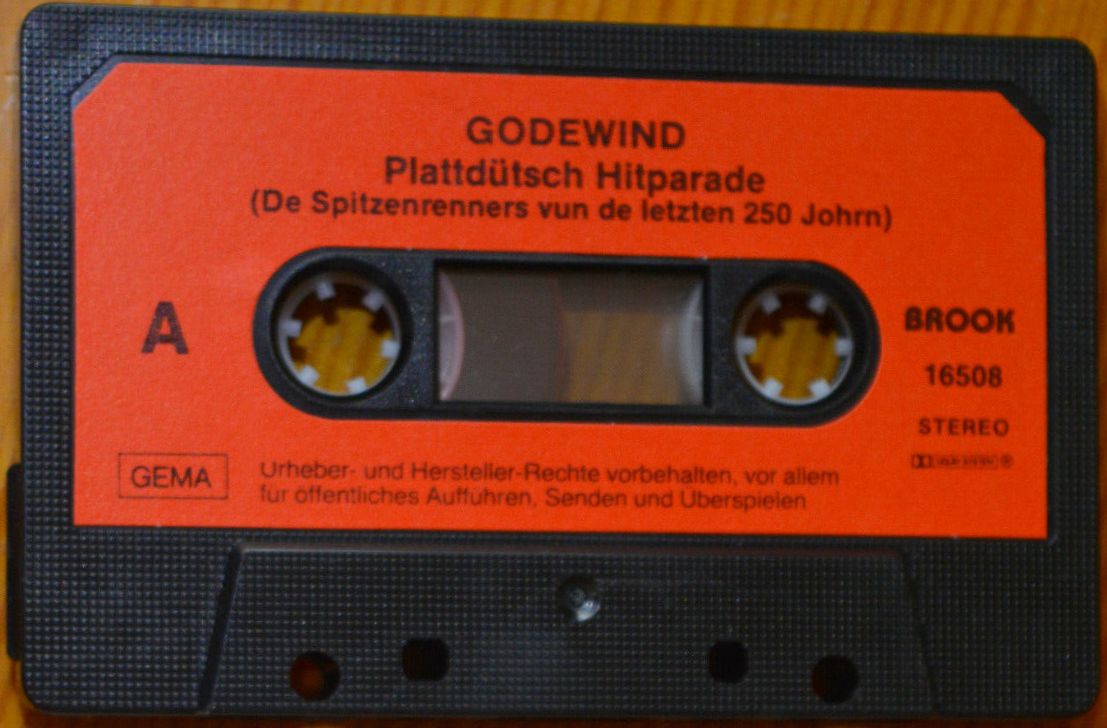 GODEWIND
Plattdütsch Hitparade
(De Spitzenrenners vun de letzten 250 Johrn)
A
BROOK
16508
STEREO
GEMA
Urheber- und Hersteller-Rechte vorbehalten, vor allem
für öffentliches Aufführen, Senden und Überspielen